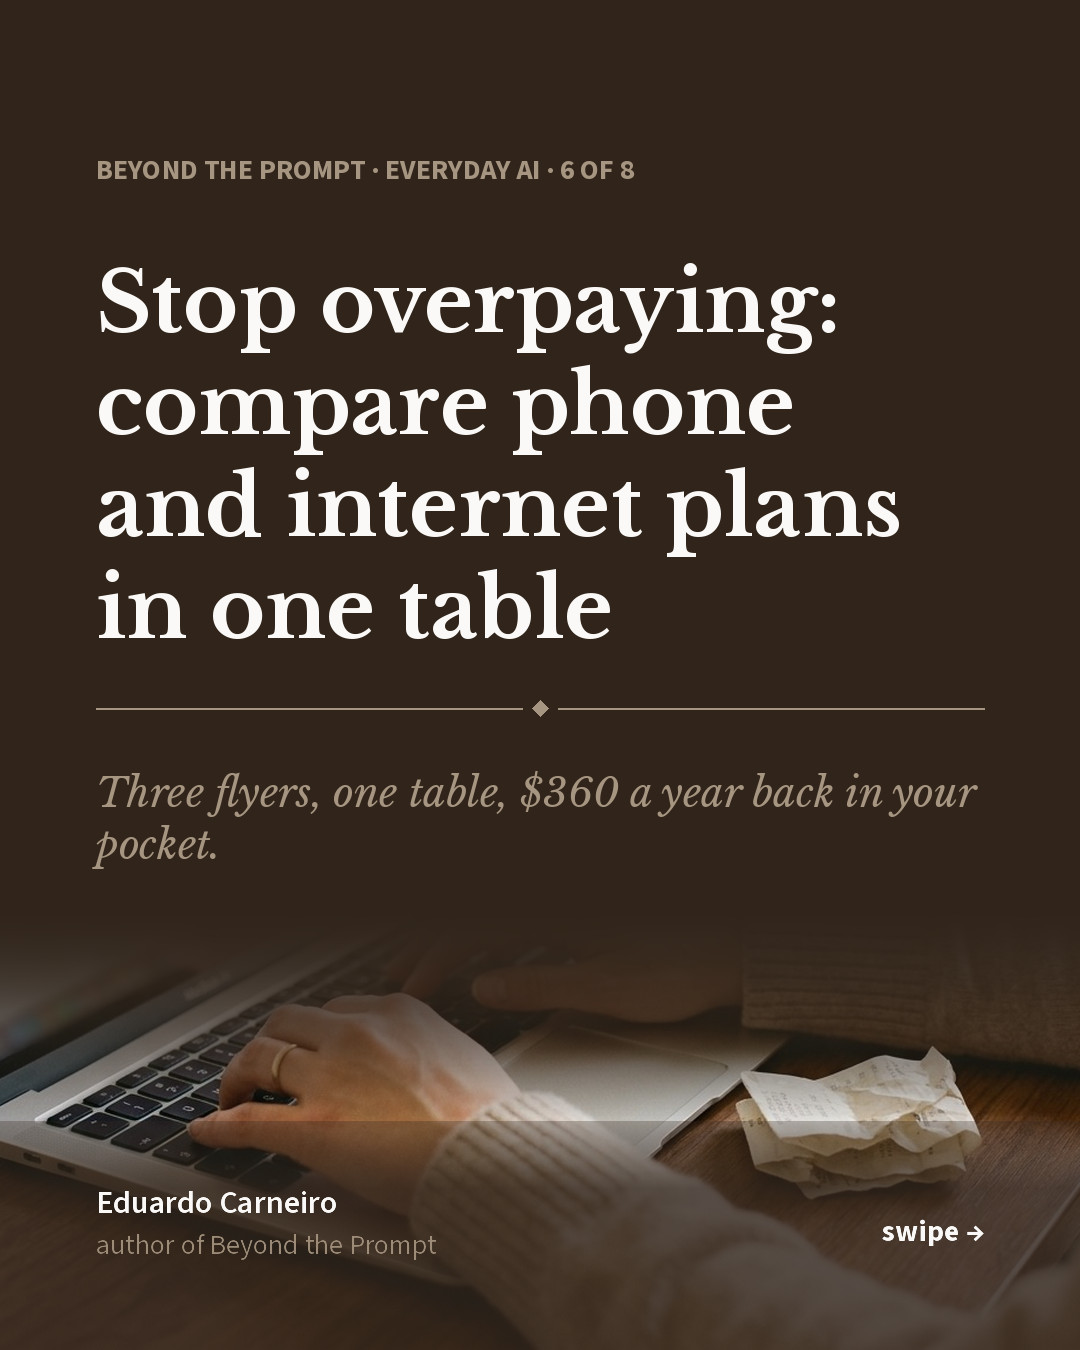 BEYOND THE PROMPT · EVERYDAY AI · 6 OF 8
Stop overpaying:
compare phone
and internet plans
in one table
Three flyers, one table, $360 a year back in your
pocket.
Eduardo Carneiro
author of Beyond the Prompt
swipe →